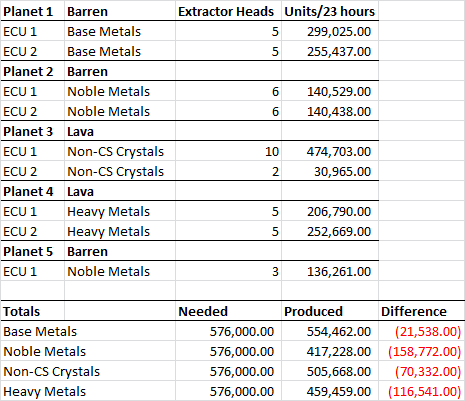 Planet 1 Barren Extractor Heads Units/23 hours
ECU 1 Base Metals 5 299,025.00
ECU 2 Base Metals 5 255,437.00
Planet 2 Barren
ECU 1 Noble Metals 6 140,529.00
ECU 2 Noble Metals 6 140,438.00
Planet 3 Lava
ECU 1 Non-CS Crystals 10 474,703.00
ECU 2 Non-CS Crystals 2 30,965.00
Planet 4 Lava
ECU 1 Heavy Metals 5 206,790.00
ECU 2 Heavy Metals 5 252,669.00
Planet 5 Barren
ECU 1 Noble Metals 3 136,261.00
Totals Needed Produced Difference
Base Metals 576,000.00 554,462.00 (21,538.00)
Noble Metals 576,000.00 417,228.00 (158,772.00)
Non-CS Crystals 576,000.00 505,668.00 (70,332.00)
Heavy Metals 576,000.00 459,459.00 (116,541.00)